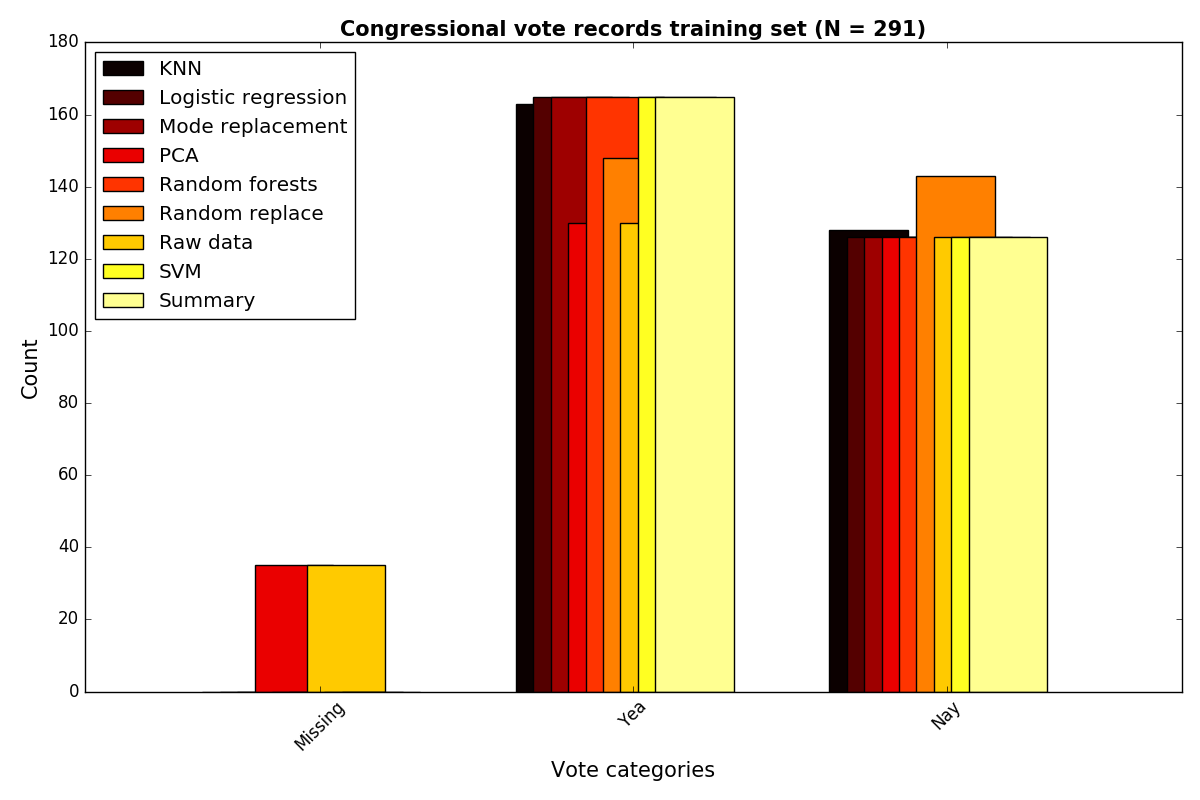 Congressional vote records training set (N = 291)
KNN
Logistic regression
Mode replacement
PCA
Random forests
Random replace
Raw data
SVM
Summary
180
160
140
120
100
80
60
40
20
0
Count
Missing
Yea
Nay
Vote categories